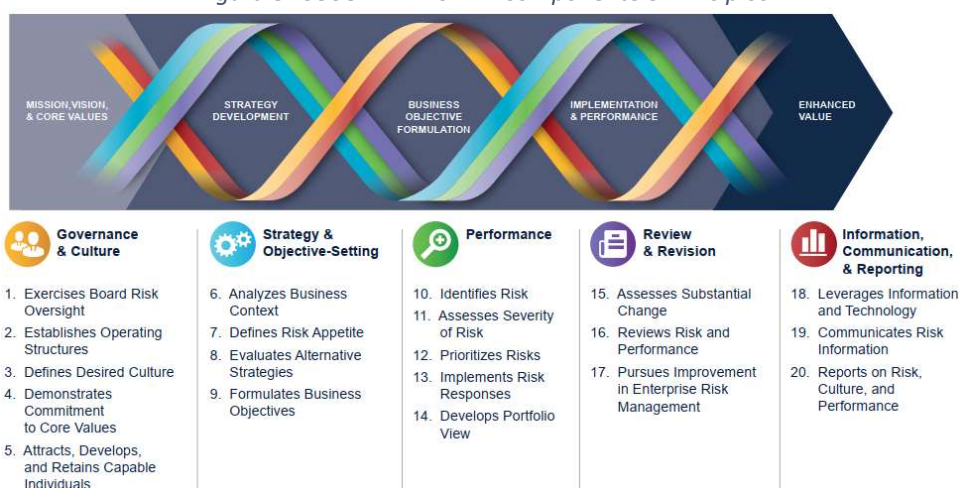 MISSION,VISION,
& CORE VALUES
STRATEGY
DEVELOPMENT
BUSINESS
OBJECTIVE
FORMULATION
IMPLEMENTATION
& PERFORMANCE
ENHANCED
VALUE
Governance
& Culture
1. Exercises Board Risk
Oversight
2. Establishes Operating
Structures
3. Defines Desired Culture
4. Demonstrates
Commitment
to Core Values
5. Attracts, Develops,
and Retains Capable
Individuals
Strategy &
Objective-Setting
6. Analyzes Business
Context
7. Defines Risk Appetite
8. Evaluates Alternative
Strategies
9. Formulates Business
Objectives
Performance
10. Identifies Risk
11. Assesses Severity
of Risk
12. Prioritizes Risks
13. Implements Risk
Responses
14. Develops Portfolio
View
Review
& Revision
15. Assesses Substantial
Change
16. Reviews Risk and
Performance
17. Pursues Improvement
in Enterprise Risk
Management
Information,
Communication,
& Reporting
18. Leverages Information
and Technology
19. Communicates Risk
Information
20. Reports on Risk,
Culture, and
Performance